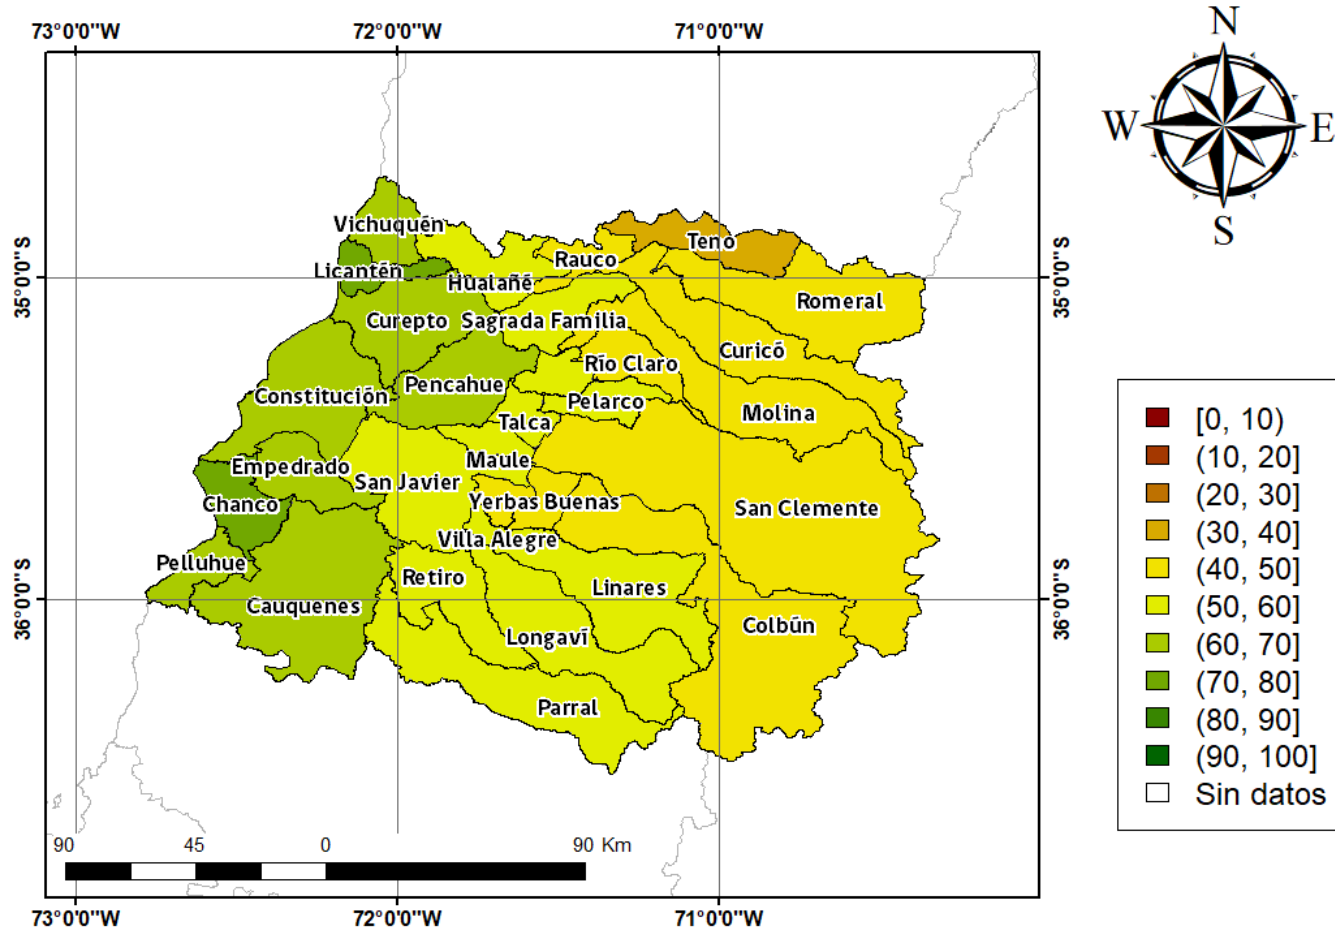 73°0'0"W
72°0'0"W
71°0'0"W
N
W
E
S
35°0'0"S
35°0'0"S
36°0'0"S
36°0'0"S
Vichuquén
Teno
Licantén
Rauco
Hualañé
Romeral
Curepto
Sagrada Familia
Curicó
Río Claro
Pencahue
Constitución
Pelarco
Molina
Talca
Maule
Empedrado
San Javier
Yerbas Buenas
Chanco
San Clemente
Villa Alegre
Pelluhue
Retiro
Linares
Cauquenes
Colbún
Longaví
Parral
90 45 0 90 Km
73°0'0"W
72°0'0"W
71°0'0"W
[0, 10)
(10, 20]
(20, 30]
(30, 40]
(40, 50]
(50, 60]
(60, 70]
(70, 80]
(80, 90]
(90, 100]
Sin datos